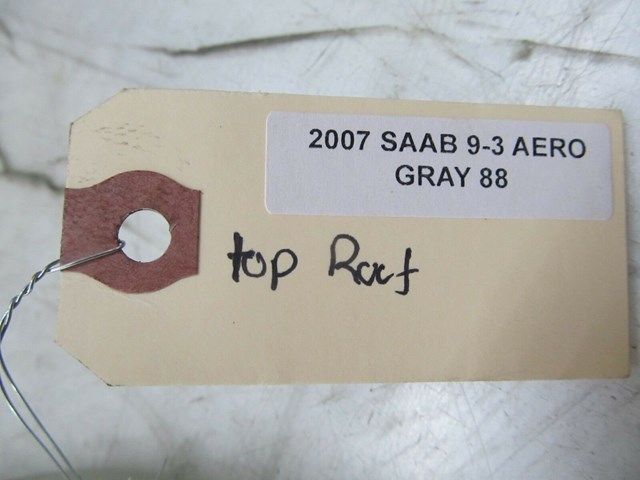 2007 SAAB 9-3 AERO
GRAY 88
top Roof